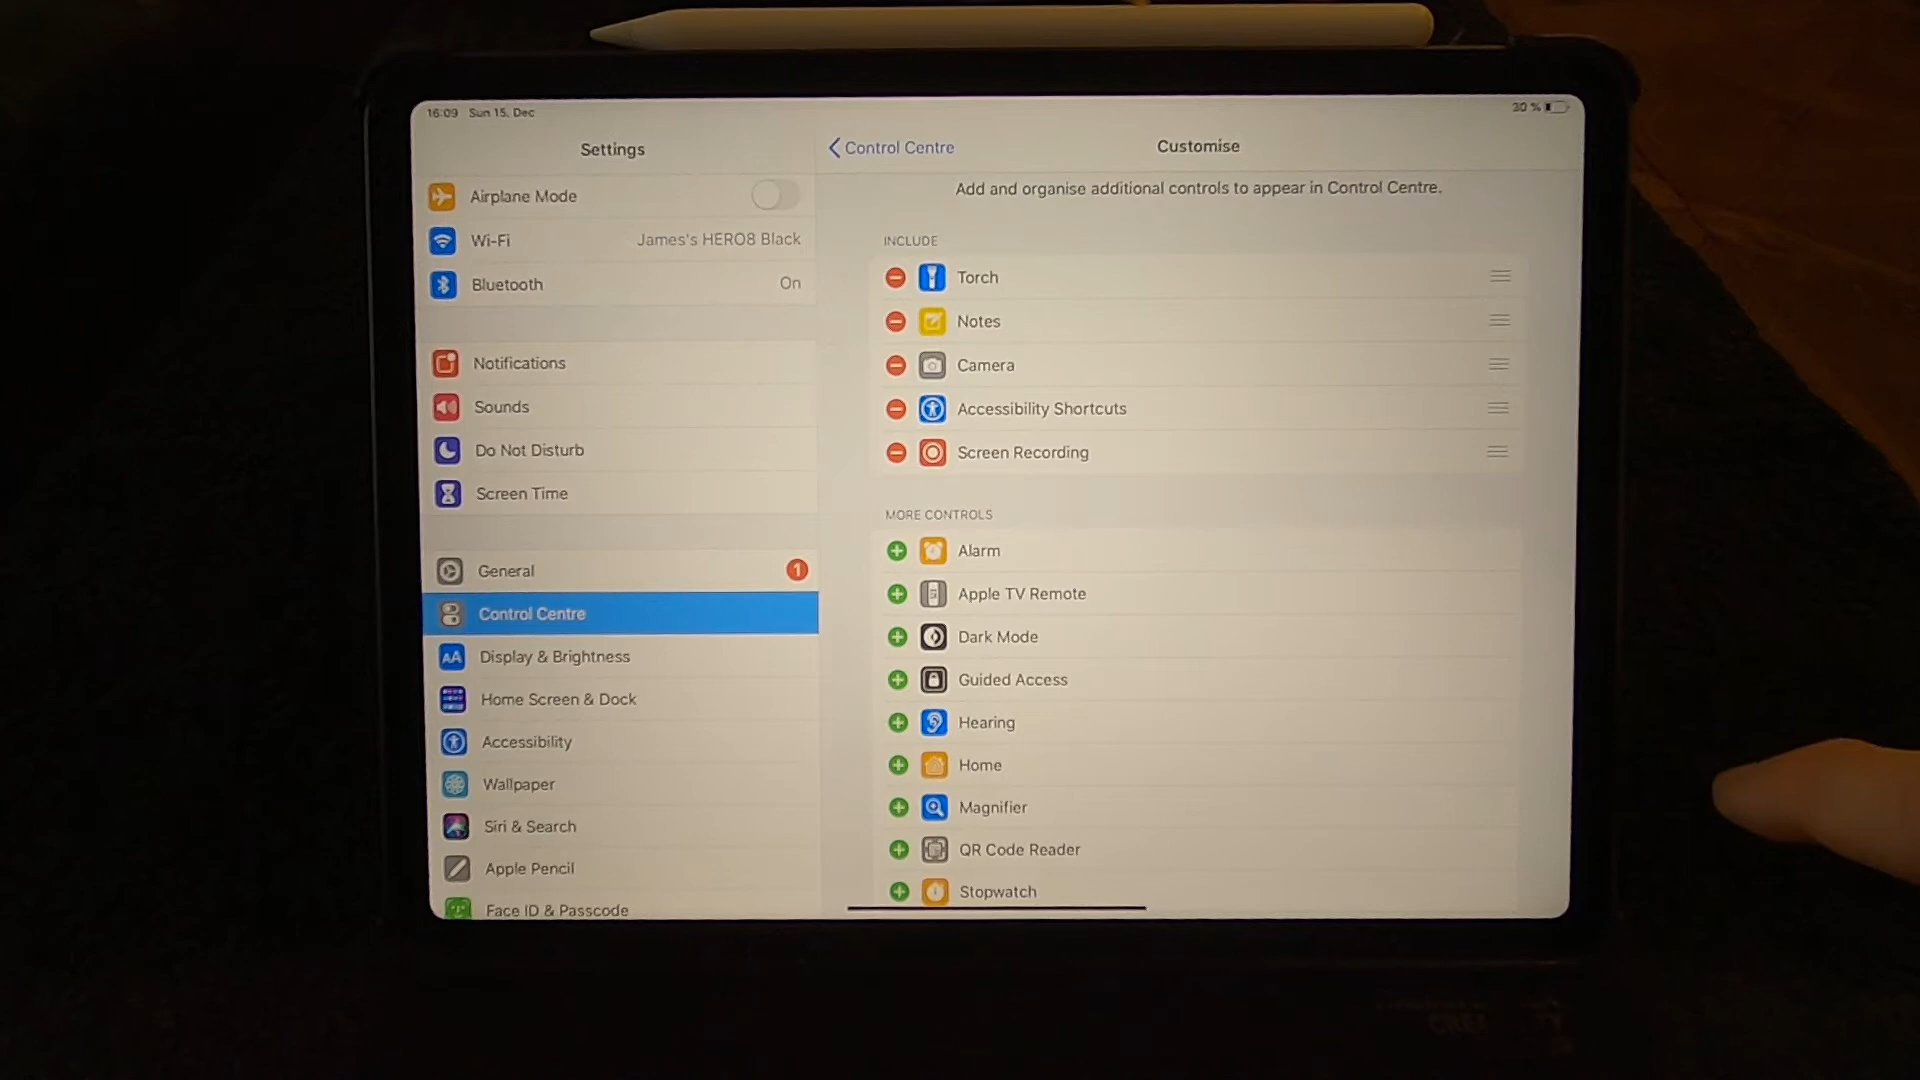 16:09 Sun 15. Dec
30 %
Settings
Airplane Mode
Wi-Fi James's HERO8 Black
Bluetooth On
Notifications
Sounds
Do Not Disturb
Screen Time
General 1
Control Centre
AA Display & Brightness
Home Screen & Dock
Accessibility
Wallpaper
Siri & Search
Apple Pencil
Face ID & Passcode
Control Centre Customise
Add and organise additional controls to appear in Control Centre.
INCLUDE
Torch
Notes
Camera
Accessibility Shortcuts
Screen Recording
MORE CONTROLS
Alarm
Apple TV Remote
Dark Mode
Guided Access
Hearing
Home
Magnifier
QR Code Reader
Stopwatch